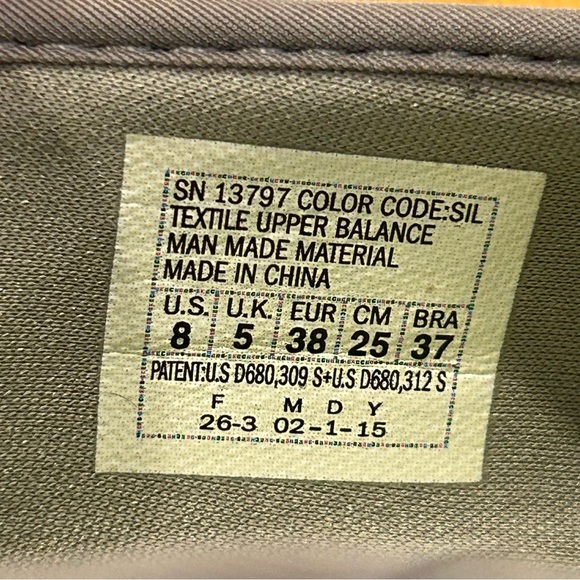 SN 13797 COLOR CODE:SIL
TEXTILE UPPER BALANCE
MAN MADE MATERIAL
MADE IN CHINA
U.S. U.K. EUR CM BRA
8 5 38 25 37
PATENT:U.S D680,309 S+U.S D680,312 S
F M D Y
26-3 02-1-15